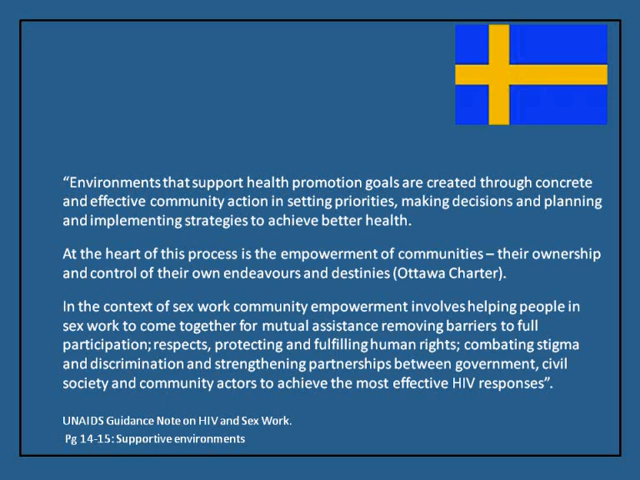 “Environments that support health promotion goals are created through concrete
and effective community action in setting priorities, making decisions and planning
and implementing strategies to achieve better health.
At the heart of this process is the empowerment of communities – their ownership
and control of their own endeavours and destinies (Ottawa Charter).
In the context of sex work community empowerment involves helping people in
sex work to come together for mutual assistance removing barriers to full
participation; respects, protecting and fulfilling human rights; combating stigma
and discrimination and strengthening partnerships between government, civil
society and community actors to achieve the most effective HIV responses”.
UNAIDS Guidance Note on HIV and Sex Work.
Pg 14-15: Supportive environments